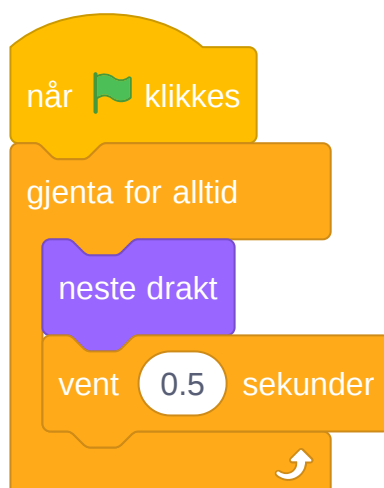 når klikkes
gjenta for alltid
neste drakt
vent 0.5 sekunder